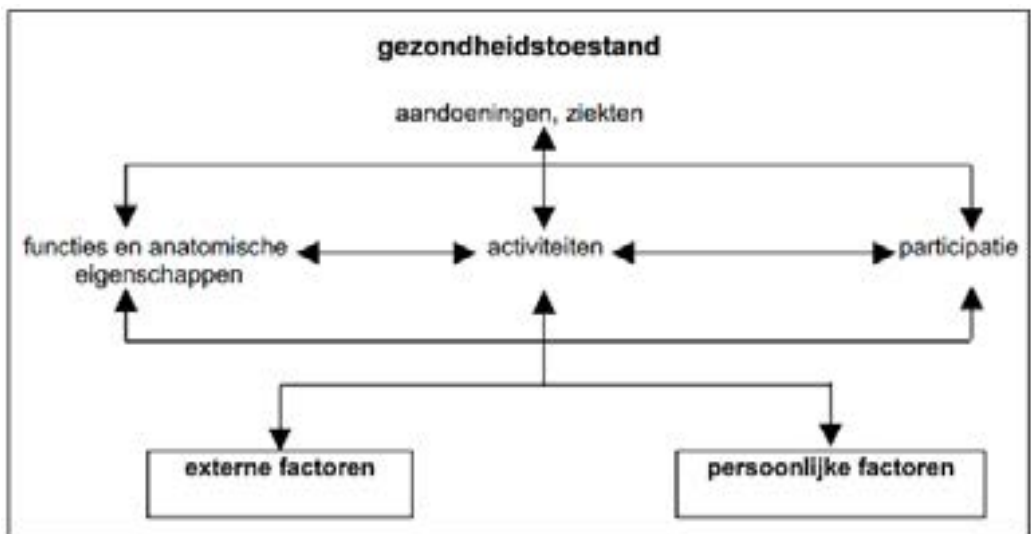 gezondheidstoestand
aandoeningen, ziekten
functies en anatomische
eigenschappen
activiteiten
participatie
externe factoren
persoonlijke factoren